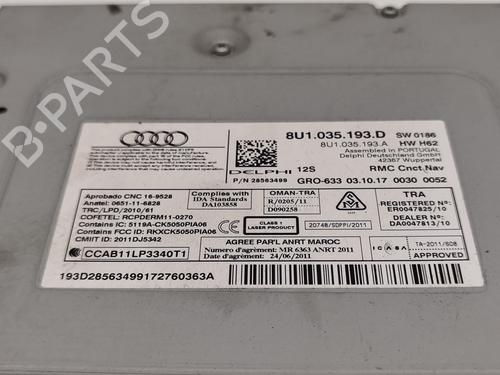 8U1.035.193.D SW 0186
8U1.035.193.A HW H62
Assembled in PORTUGAL
Delphi Deutschland GmbH
42367 Wuppertal
DELPHI 12S RMC Cnct.Nav
P/N 28563499 GRO-633 03.10.17 0030 0052
Aprobado CNC 16-9528
Anatel: 0651-11-6828
TRC/LPD/2010/61
COFETEL: RCPDERM11-0270
Contains IC: 5119A-CK5050PIA06
Contains FCC ID: RKXCK5050PIA06
CMIIT ID: 2011DJ5342
CCAB11LP3340T1
Complies with
IDA Standards
DA103858
OMAN-TRA
R/0205/11
D090258
CLASS 1
LASER PRODUCT
20748/SDPPI/2011
TRA
REGISTERED No
ER0047825/10
DEALER No
DA0047813/10
AGREE PAR L'ANRT MAROC
Numéro d'agrément: MR 6363 ANRT 2011
Date d'agrément: 24/06/2011
ICASA
TA-2011/608
APPROVED
193D28563499172760363A
B-PARTS